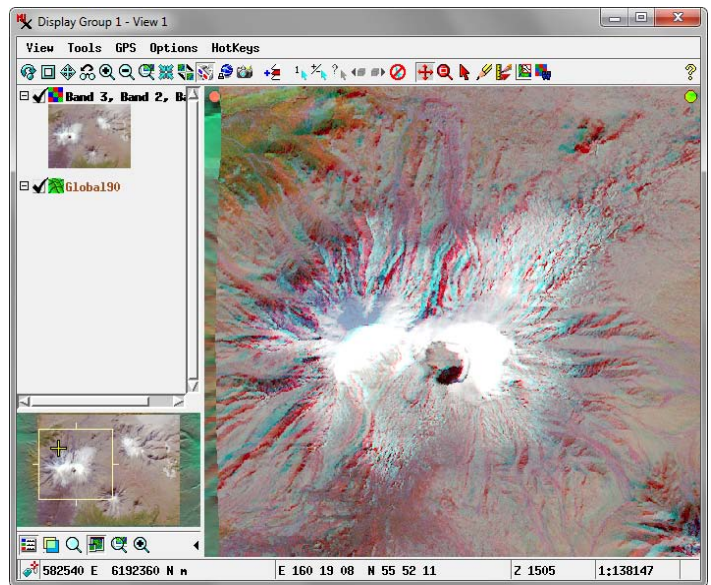 Display Group 1 - View 1
View Tools GPS Options HotKeys
Band 3, Band 2, Ba
Global90
582540 E 6192360 N m
E 160 19 08 N 55 52 11
Z 1505
1:138147